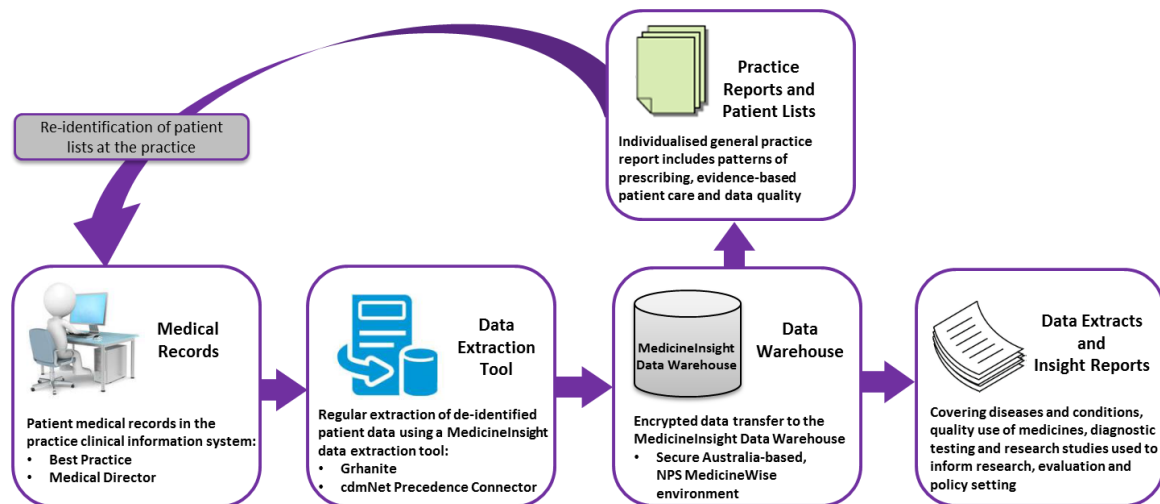 Practice
Reports and
Patient Lists
Individualised general practice
report includes patterns of
prescribing, evidence-based
patient care and data quality
Re-identification of patient
lists at the practice
Medical
Records
Patient medical records in the
practice clinical information system:
• Best Practice
• Medical Director
Data
Extraction
Tool
Regular extraction of de-identified
patient data using a MedicineInsight
data extraction tool:
• Grhanite
• cdmNet Precedence Connector
MedicineInsight
Data Warehouse
Data
Warehouse
Encrypted data transfer to the
MedicineInsight Data Warehouse
• Secure Australia-based,
NPS MedicineWise
environment
Data Extracts
and
Insight Reports
Covering diseases and conditions,
quality use of medicines, diagnostic
testing and research studies used to
inform research, evaluation and
policy setting